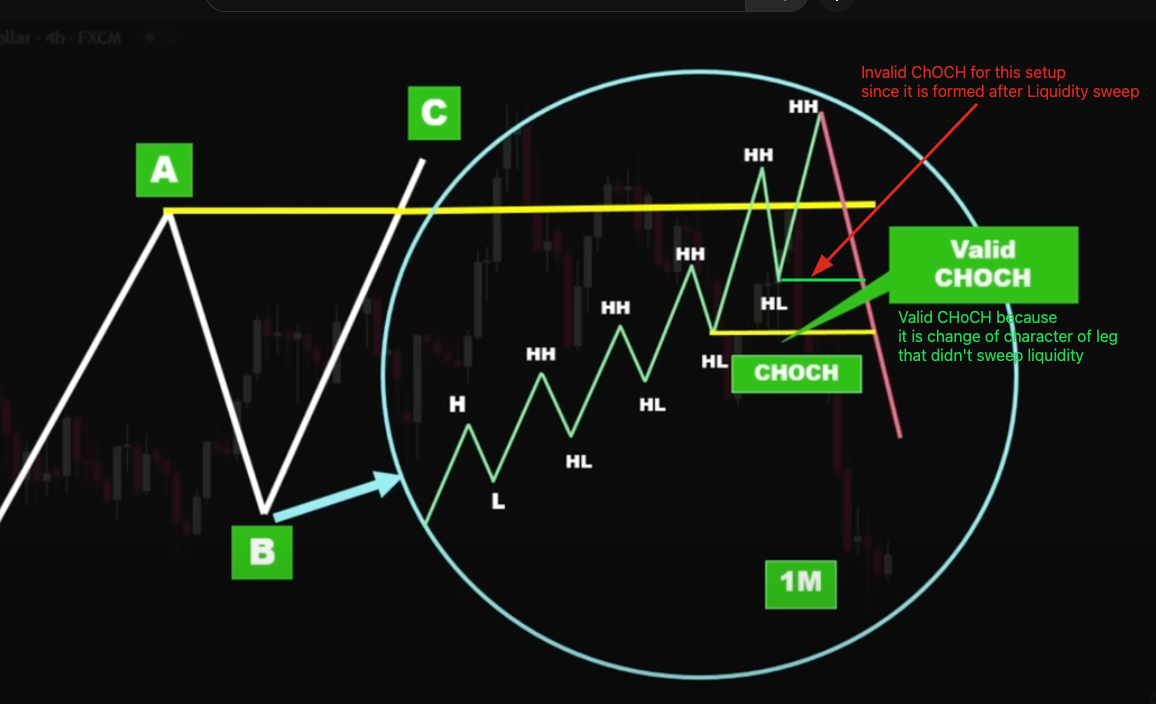 ollar · 4h · FXCM
Invalid ChOCH for this setup
since it is formed after Liquidity sweep
C
HH
A
HH
HH
Valid
CHOCH
HL
HH
Valid CHoCH because
it is change of character of leg
that didn't sweep liquidity
HH
HL
CHOCH
H
HL
HL
L
B
1M